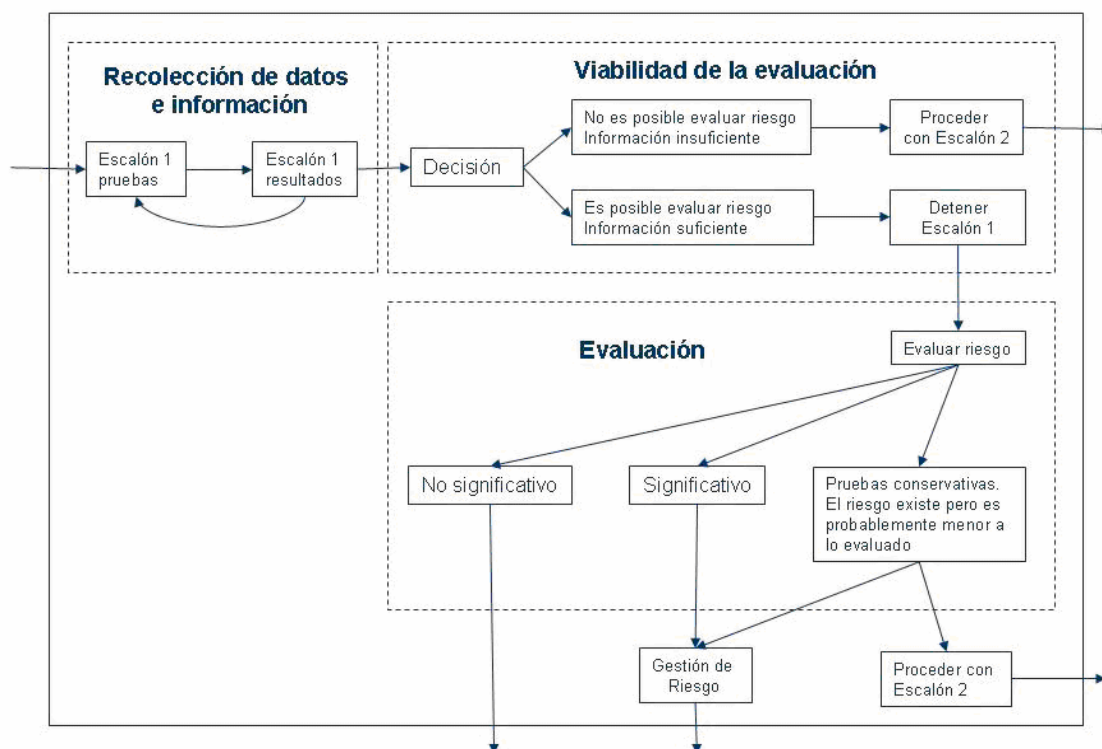 Recolección de datos
e información
Escalón 1
pruebas
Escalón 1
resultados
Viabilidad de la evaluación
Decisión
No es posible evaluar riesgo
Información insuficiente
Proceder
con Escalón 2
Es posible evaluar riesgo
Información suficiente
Detener
Escalón 1
Evaluación
Evaluar riesgo
No significativo
Significativo
Pruebas conservativas.
El riesgo existe pero es
probablemente menor a
lo evaluado
Gestión de
Riesgo
Proceder con
Escalón 2